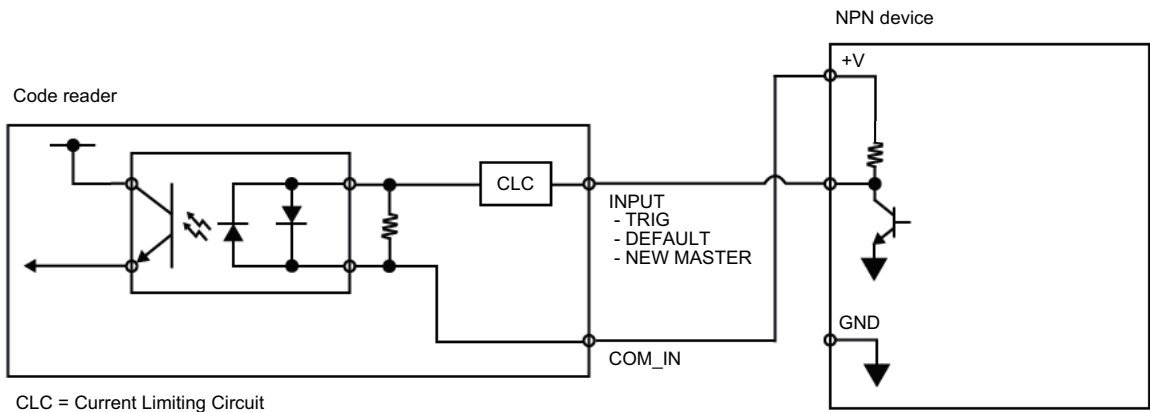 NPN device
+V
Code reader
CLC
INPUT
- TRIG
- DEFAULT
- NEW MASTER
GND
COM_IN
CLC = Current Limiting Circuit